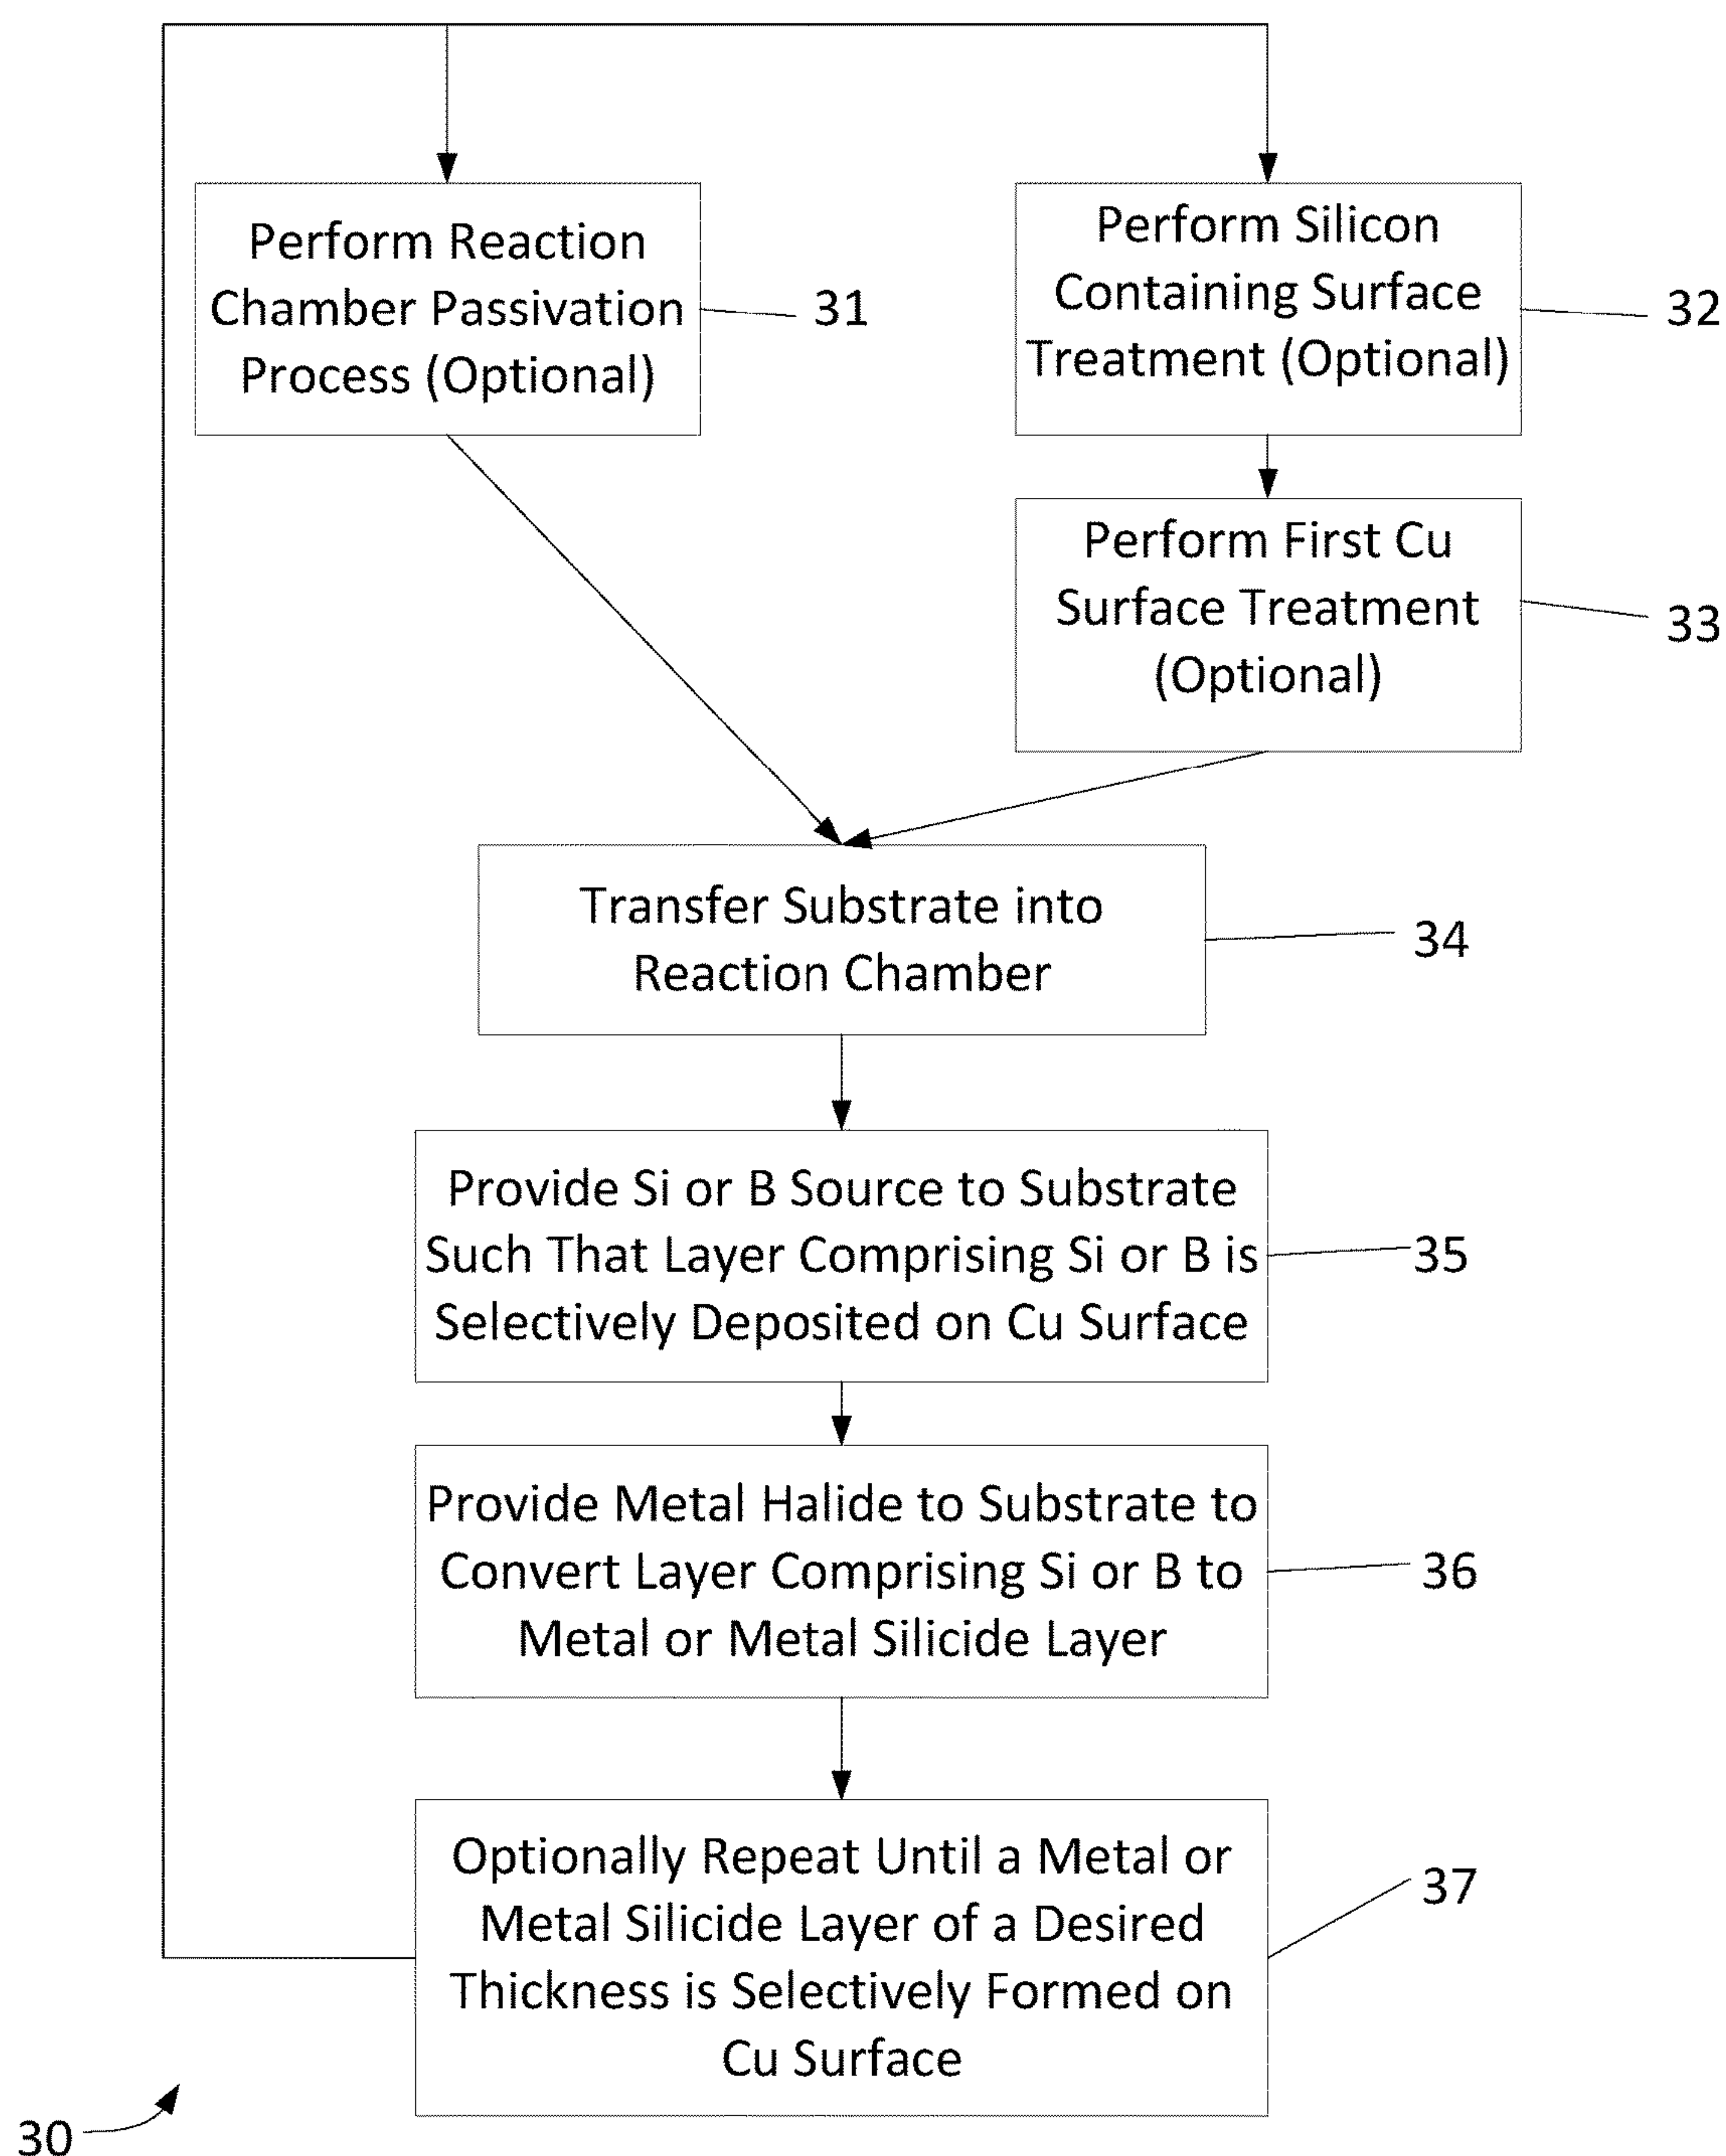 Perform Reaction
Chamber Passivation
Process (Optional)
31
Perform Silicon
Containing Surface
Treatment (Optional)
32
Perform First Cu
Surface Treatment
(Optional)
33
Transfer Substrate into
Reaction Chamber
34
Provide Si or B Source to Substrate
Such That Layer Comprising Si or B is
Selectively Deposited on Cu Surface
35
Provide Metal Halide to Substrate to
Convert Layer Comprising Si or B to
Metal or Metal Silicide Layer
36
Optionally Repeat Until a Metal or
Metal Silicide Layer of a Desired
Thickness is Selectively Formed on
Cu Surface
37
30